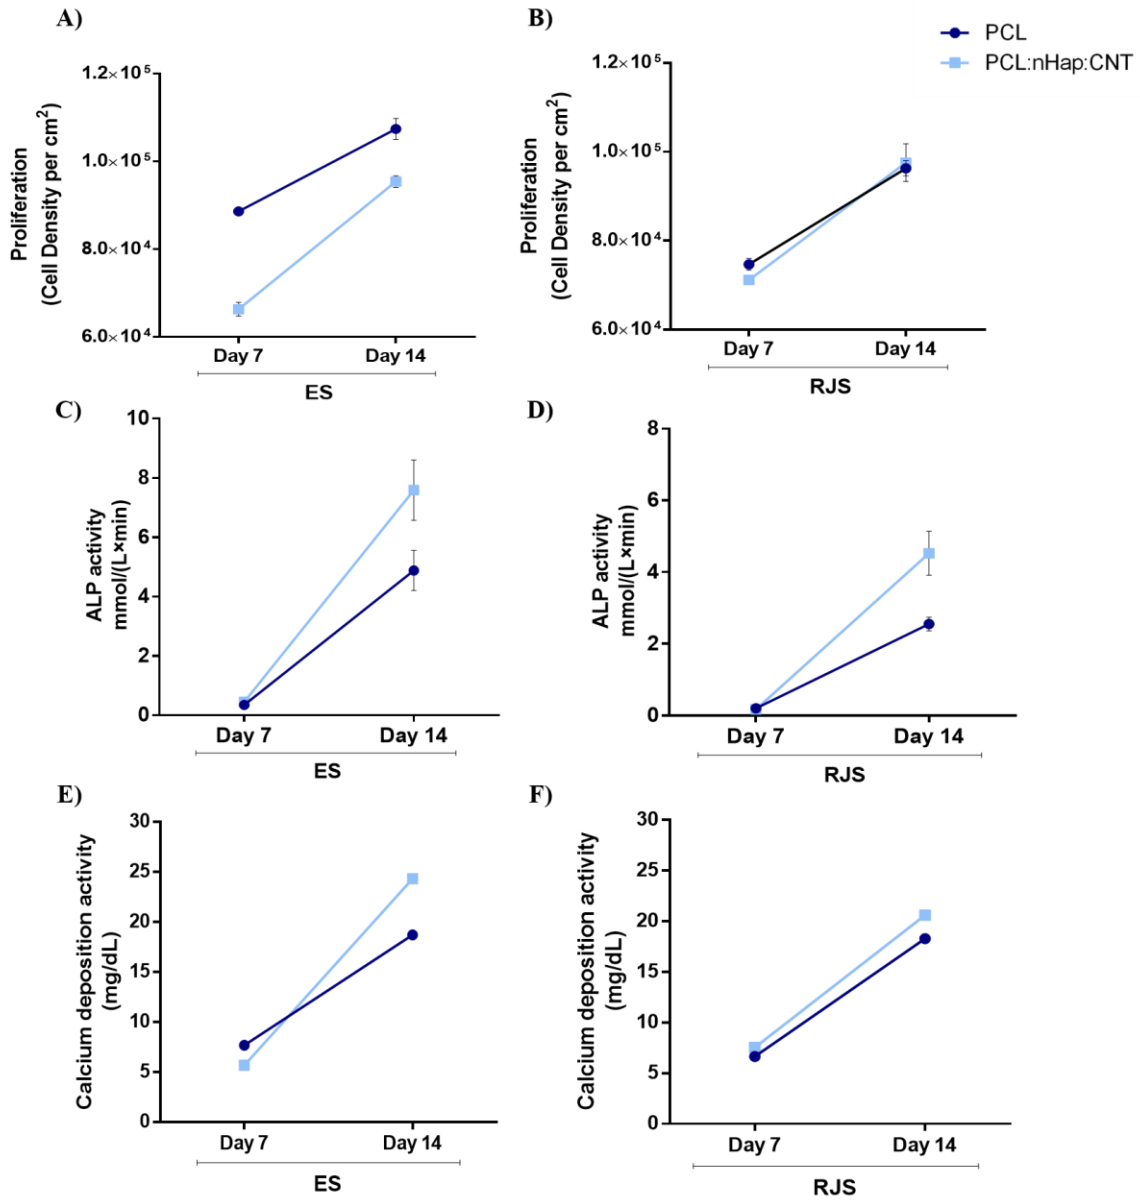 A)
B)
PCL
PCL:nHap:CNT
Proliferation
(Cell Density per cm²)
1.2×10⁵
1.0×10⁵
8.0×10⁴
6.0×10⁴
Day 7 Day 14
ES
Proliferation
(Cell Density per cm²)
1.2×10⁵
1.0×10⁵
8.0×10⁴
6.0×10⁴
Day 7 Day 14
RJS
C)
ALP activity
mmol/(L×min)
10
8
6
4
2
0
Day 7 Day 14
ES
D)
ALP activity
mmol/(L×min)
8
6
4
2
0
Day 7 Day 14
RJS
E)
Calcium deposition activity
(mg/dL)
30
25
20
15
10
5
0
Day 7 Day 14
ES
F)
Calcium deposition activity
(mg/dL)
30
25
20
15
10
5
0
Day 7 Day 14
RJS